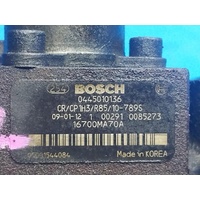 BOSCH
0445010136
CR/CP1H3/R85/10-789S
09-01-12 1 00291 0085273
16700MA70A
Made in KOREA